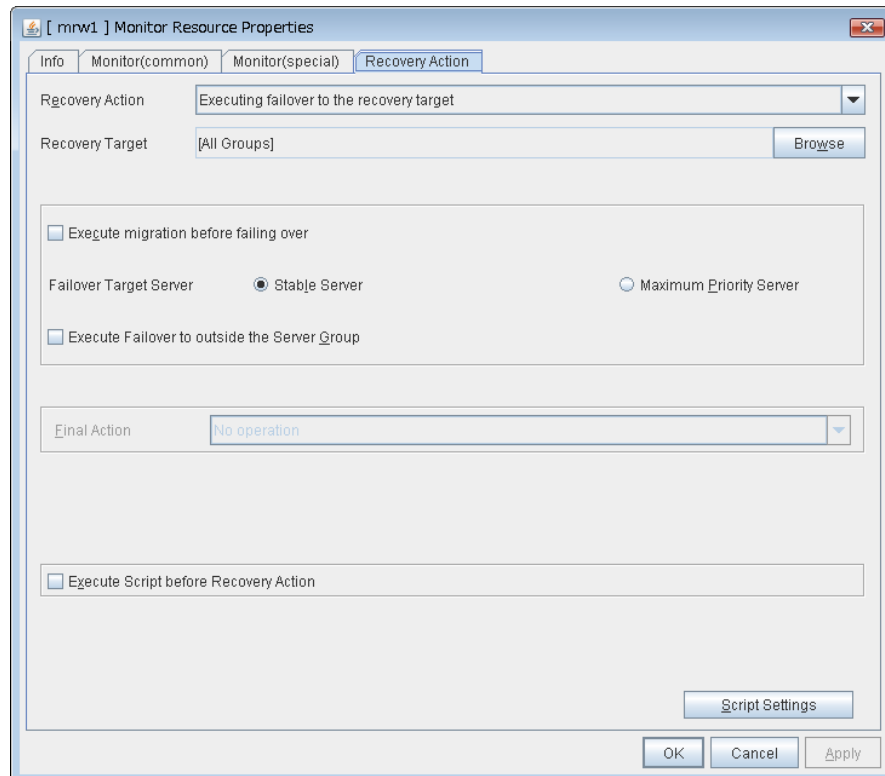 [ mrw1 ] Monitor Resource Properties
Info Monitor(common) Monitor(special) Recovery Action
Recovery Action Executing failover to the recovery target
Recovery Target [All Groups] Browse
Execute migration before failing over
Failover Target Server Stable Server Maximum Priority Server
Execute Failover to outside the Server Group
Final Action No operation
Execute Script before Recovery Action
Script Settings
OK Cancel Apply